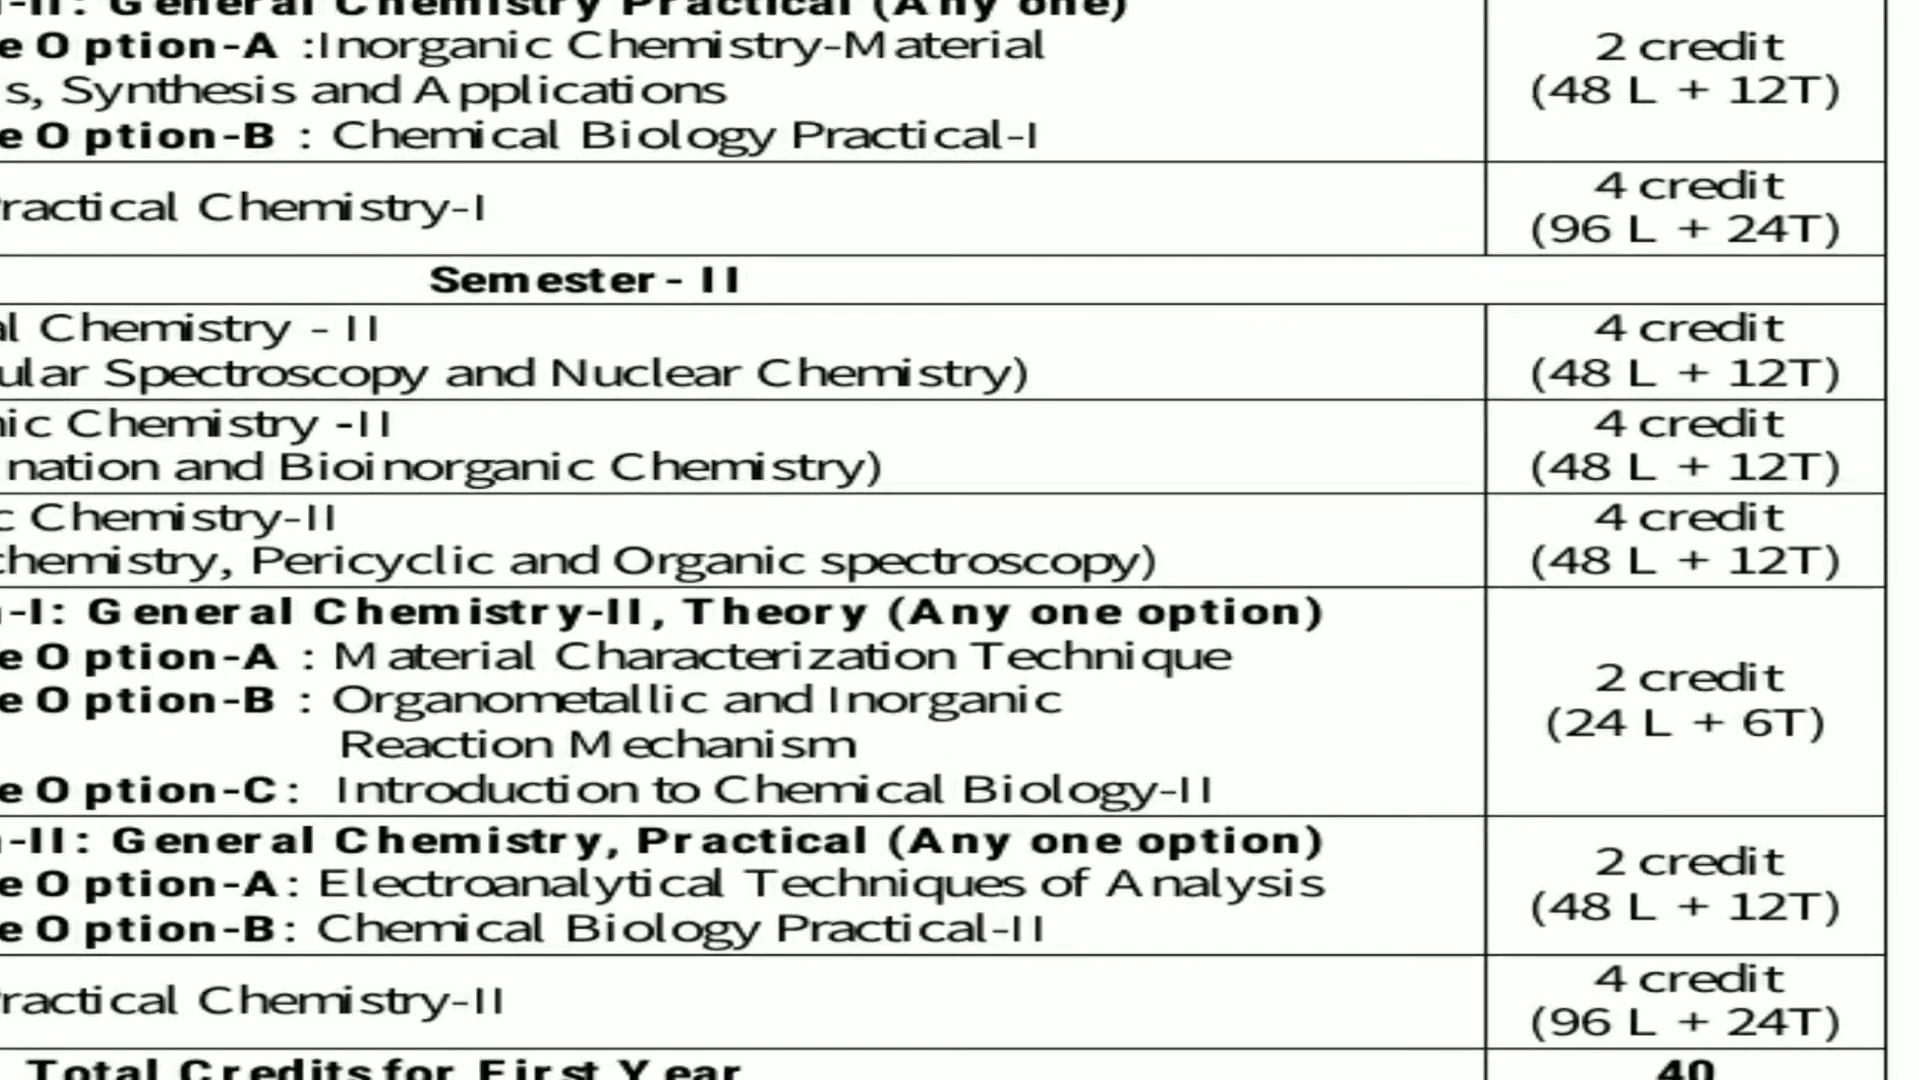 -II: General Chemistry Practical (Any one)
e Option-A :Inorganic Chemistry-Material
s, Synthesis and Applications
e Option-B : Chemical Biology Practical-I
2 credit
(48 L + 12T)
ractical Chemistry-I
4 credit
(96 L + 24T)
Semester - II
al Chemistry - II
ular Spectroscopy and Nuclear Chemistry)
4 credit
(48 L + 12T)
nic Chemistry -II
nation and Bioinorganic Chemistry)
4 credit
(48 L + 12T)
c Chemistry-II
chemistry, Pericyclic and Organic spectroscopy)
4 credit
(48 L + 12T)
-I: General Chemistry-II, Theory (Any one option)
e Option-A : Material Characterization Technique
e Option-B : Organometallic and Inorganic
Reaction Mechanism
e Option-C: Introduction to Chemical Biology-II
2 credit
(24 L + 6T)
-II: General Chemistry, Practical (Any one option)
e Option-A: Electroanalytical Techniques of Analysis
e Option-B: Chemical Biology Practical-II
2 credit
(48 L + 12T)
ractical Chemistry-II
4 credit
(96 L + 24T)
Total Credits for First Year
40